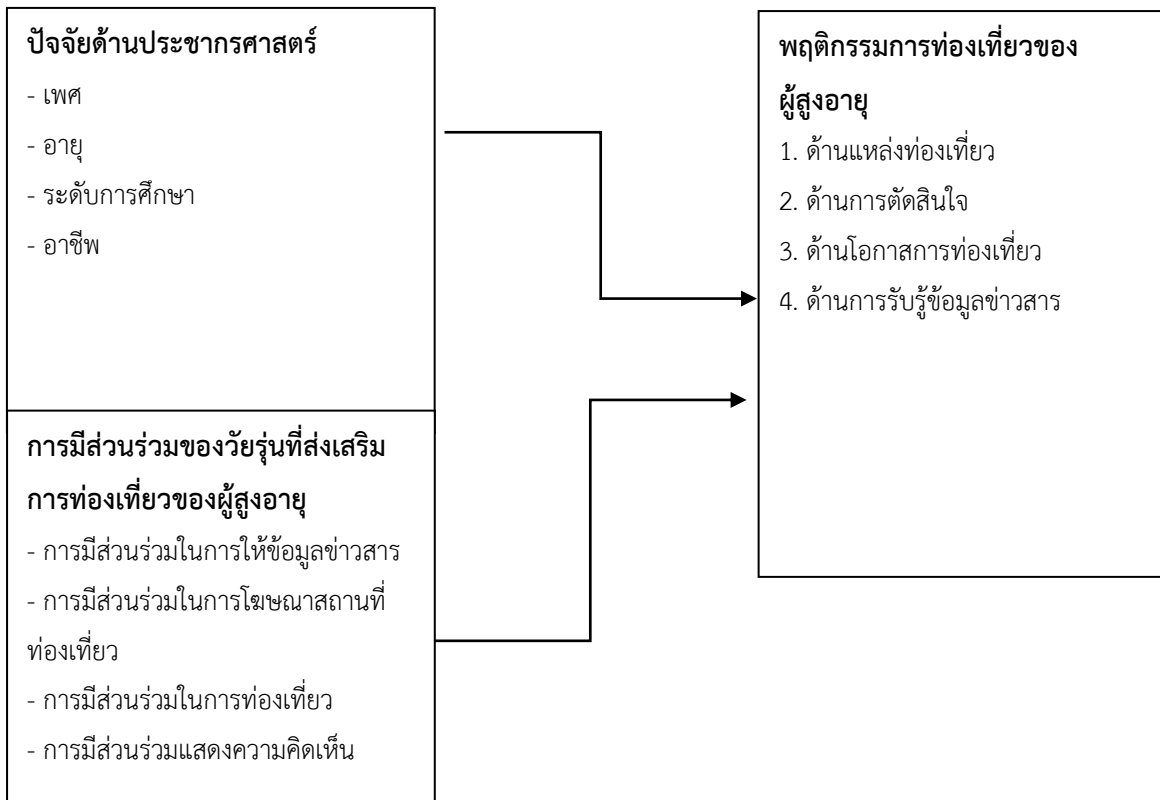 ปัจจัยด้านประชากรศาสตร์
- เพศ
- อายุ
- ระดับการศึกษา
- อาชีพ
การมีส่วนร่วมของวัยรุ่นที่ส่งเสริม
การท่องเที่ยวของผู้สูงอายุ
- การมีส่วนร่วมในการให้ข้อมูลข่าวสาร
- การมีส่วนร่วมในการโฆษณาสถานที่
ท่องเที่ยว
- การมีส่วนร่วมในการท่องเที่ยว
- การมีส่วนร่วมแสดงความคิดเห็น
พฤติกรรมการท่องเที่ยวของ
ผู้สูงอายุ
1. ด้านแหล่งท่องเที่ยว
2. ด้านการตัดสินใจ
3. ด้านโอกาสการท่องเที่ยว
4. ด้านการรับรู้ข้อมูลข่าวสาร